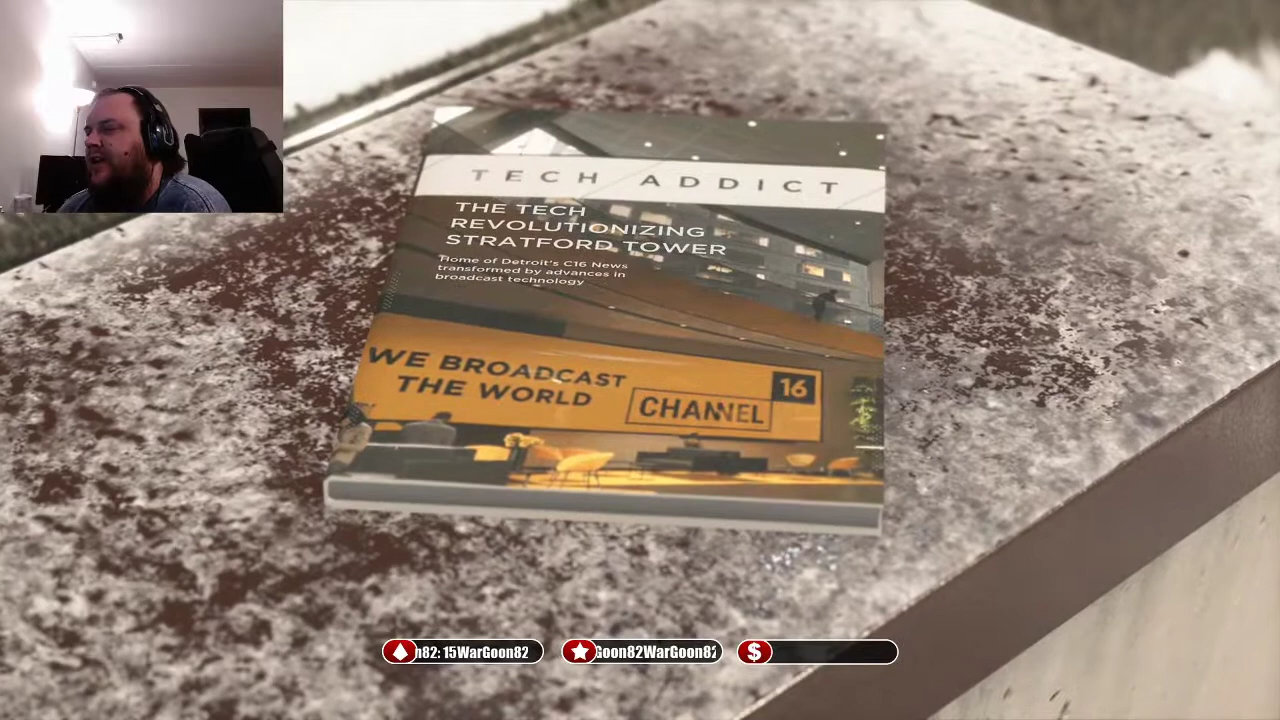 TECH ADDICT
THE TECH
REVOLUTIONIZING
STRATFORD TOWER
Home of Detroit's C16 News
transformed by advances in
broadcast technology
WE BROADCAST
THE WORLD
16
CHANNEL
n82: 15WarGoon82
Goon82WarGoon82
$